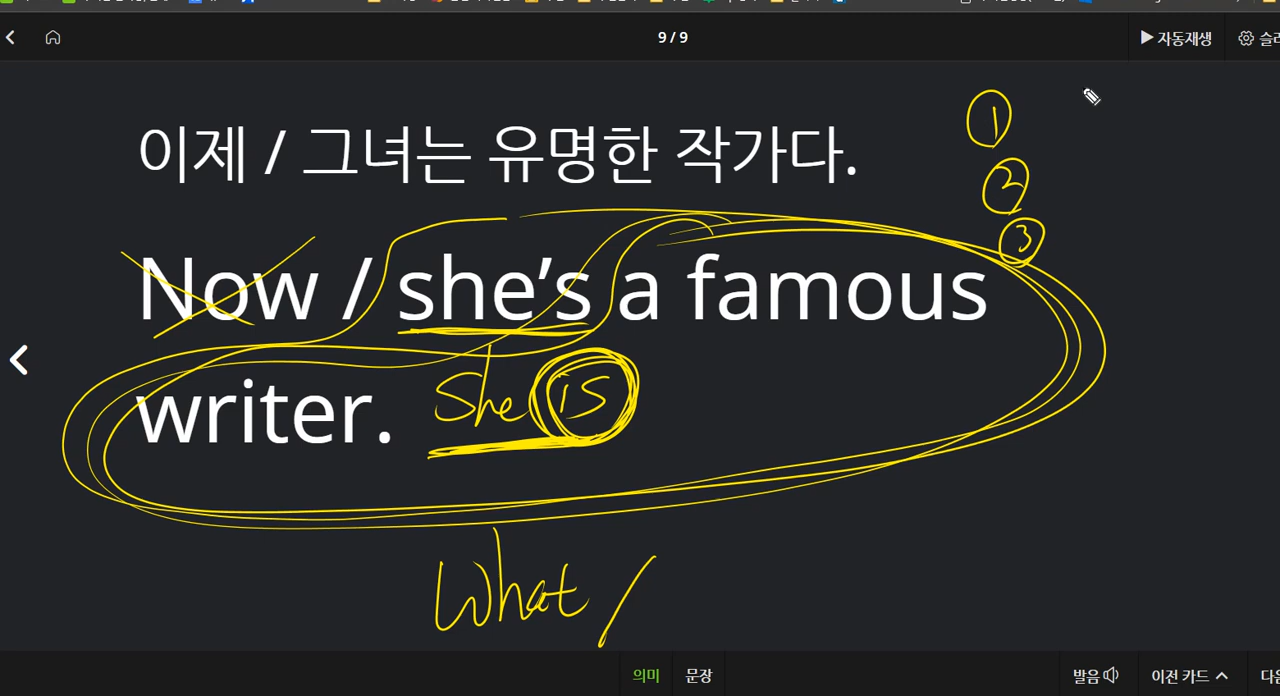 9 / 9
자동재생
이제 / 그녀는 유명한 작가다.
①
②
③
Now / she's a famous
writer.
She is
What /
의미
문장
발음
이전 카드